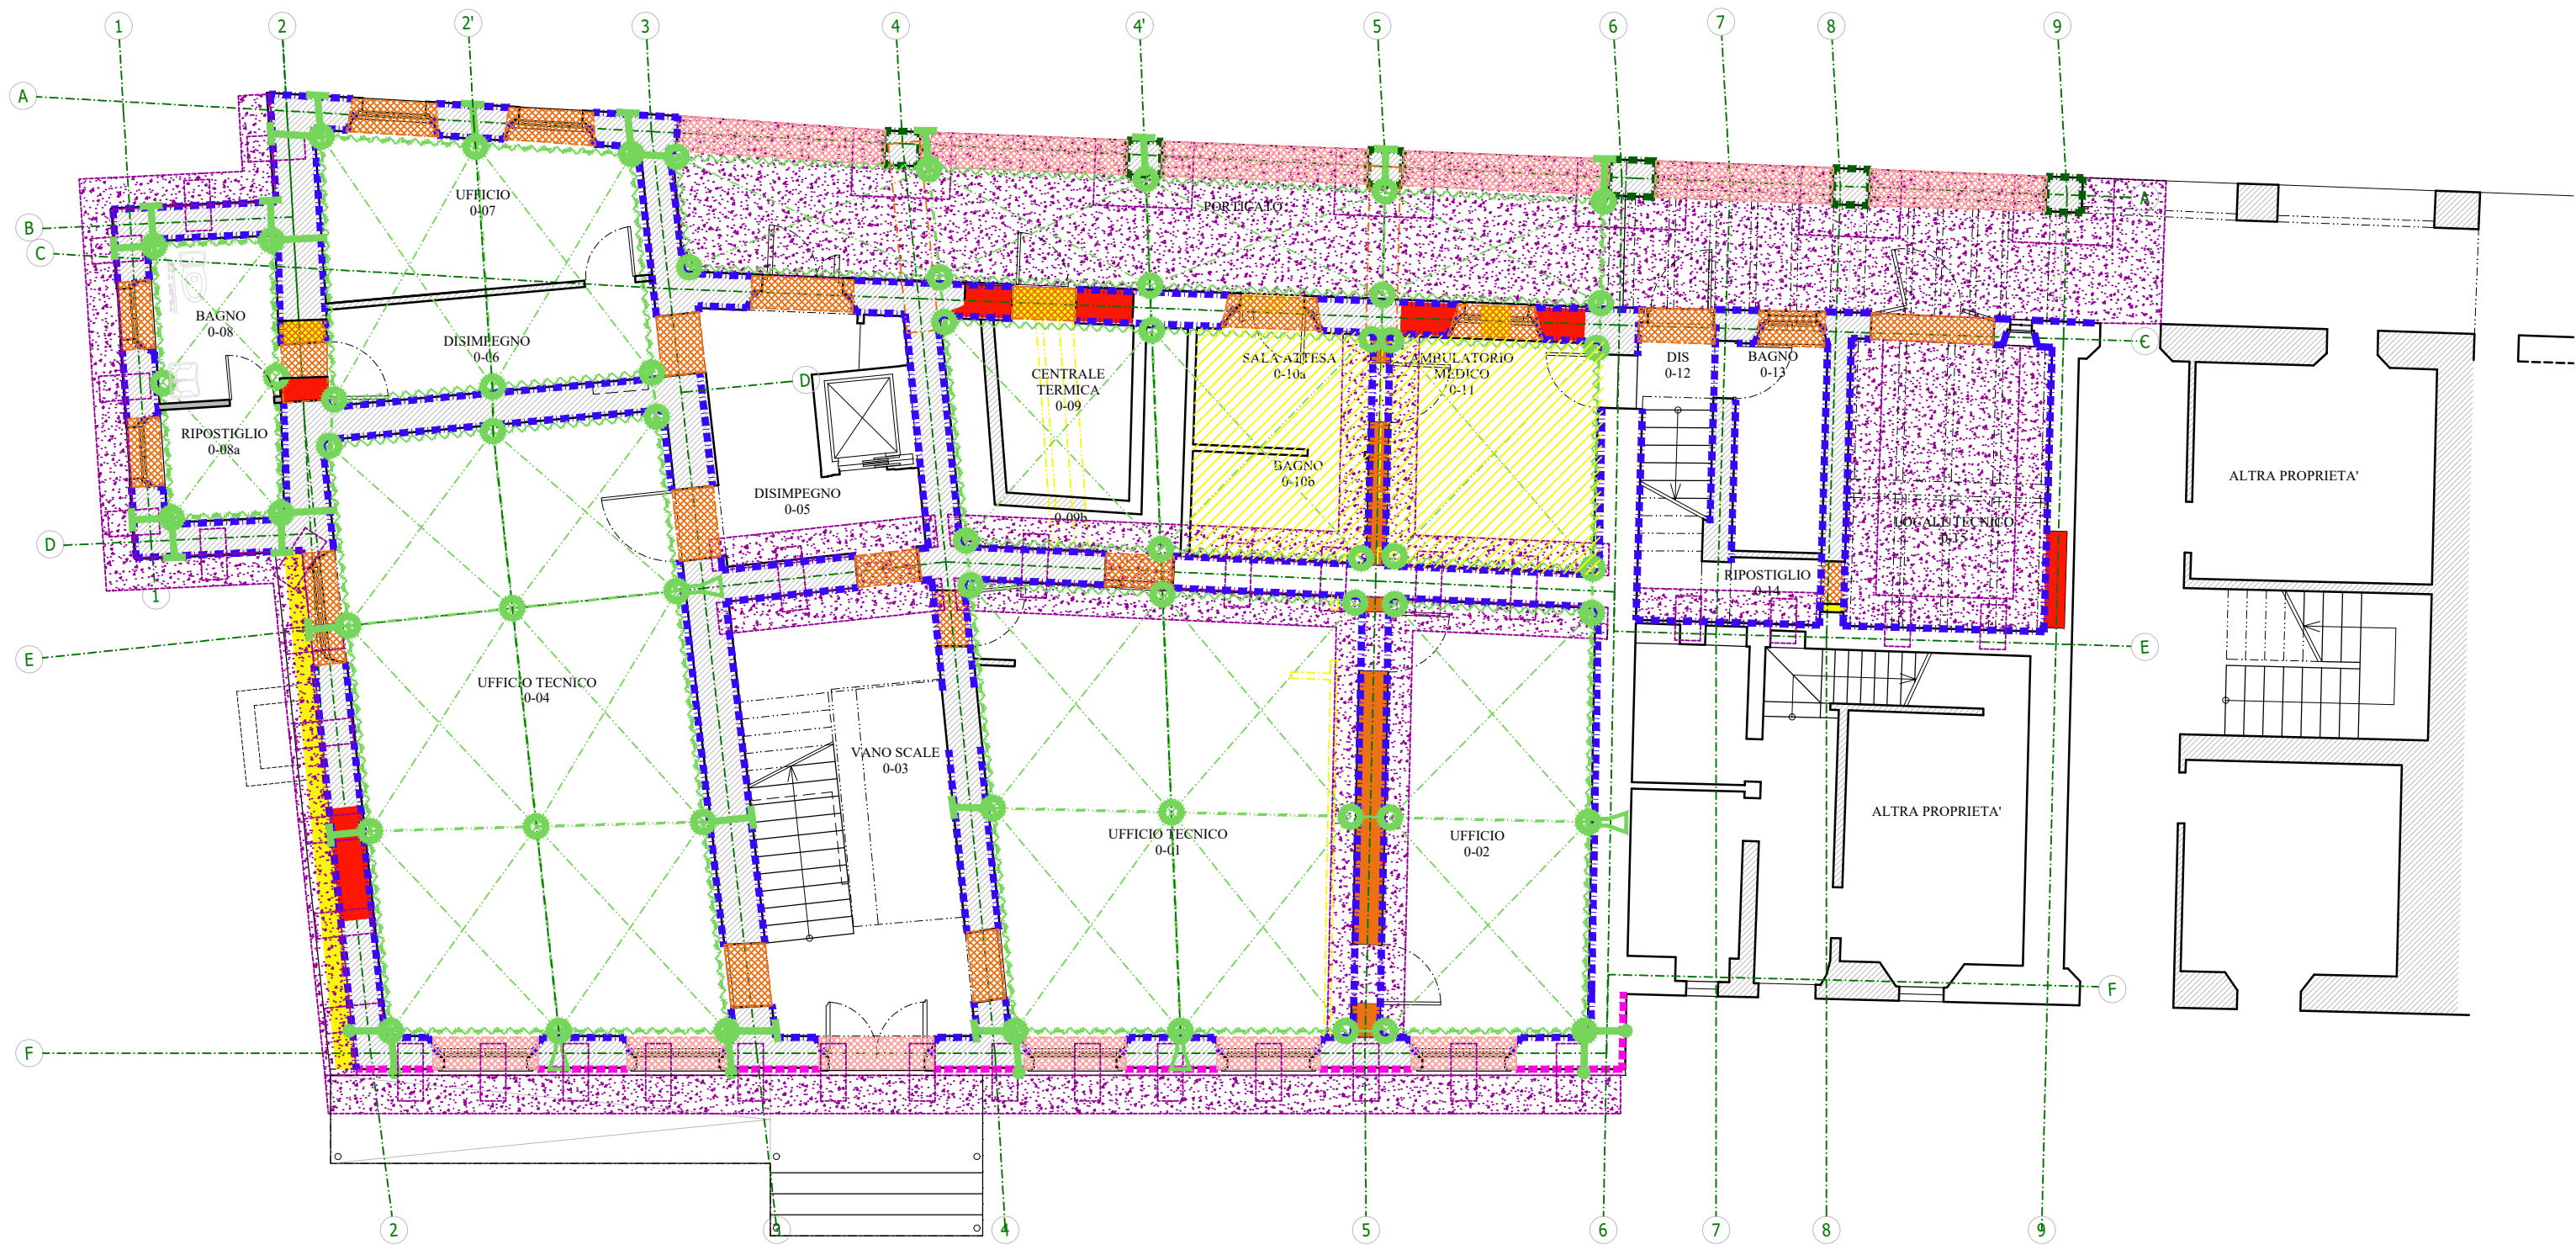 1
2
2'
3
4
4'
5
6
7
8
9
A
A
B
C
C
D
D
D
E
E
F
F
1
2
3
4
5
6
7
8
9
UFFICIO
0-07
PORTICATO
BAGNO
0-08
DISIMPEGNO
0-06
CENTRALE
TERMICA
0-09
SALA ATTESA
0-10a
AMBULATORIO
MEDICO
0-11
DIS
0-12
BAGNO
0-13
RIPOSTIGLIO
0-08a
BAGNO
0-10b
DISIMPEGNO
0-05
0-09b
LOCALE TECNICO
0-15
ALTRA PROPRIETA'
RIPOSTIGLIO
0-14
UFFICIO TECNICO
0-04
VANO SCALE
0-03
UFFICIO TECNICO
0-01
UFFICIO
0-02
ALTRA PROPRIETA'